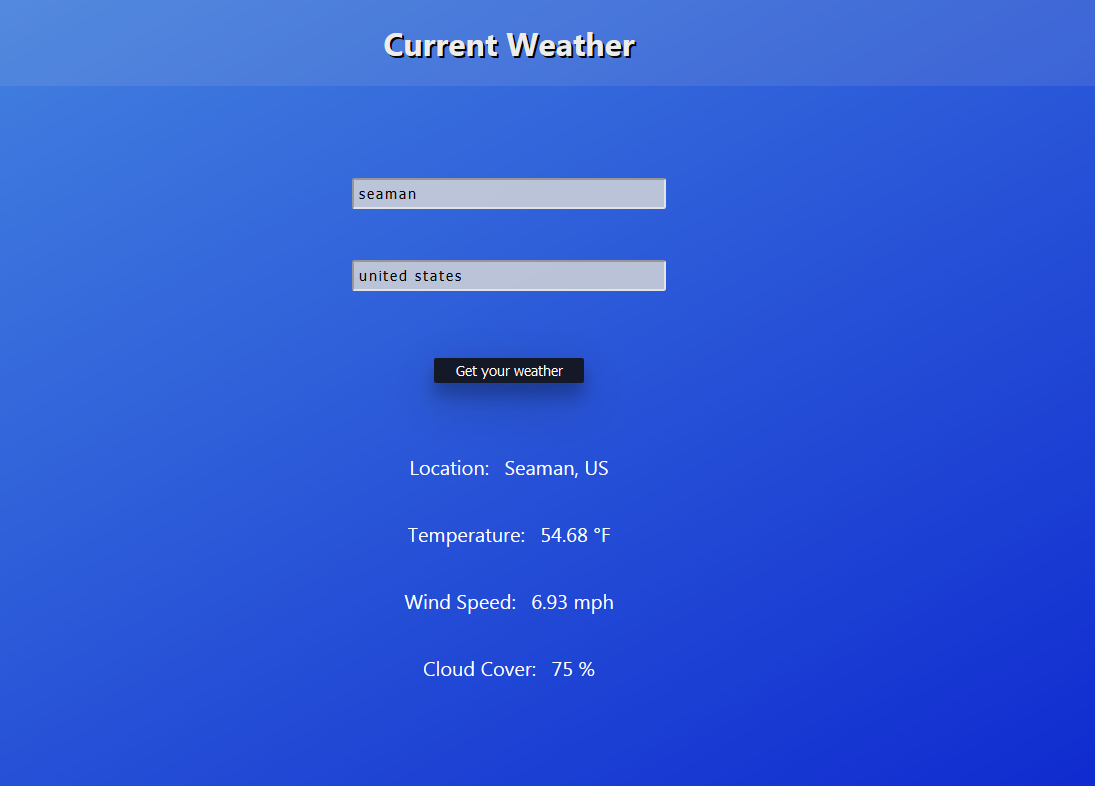 Current Weather
seaman
united states
Get your weather
Location: Seaman, US
Temperature: 54.68 °F
Wind Speed: 6.93 mph
Cloud Cover: 75 %